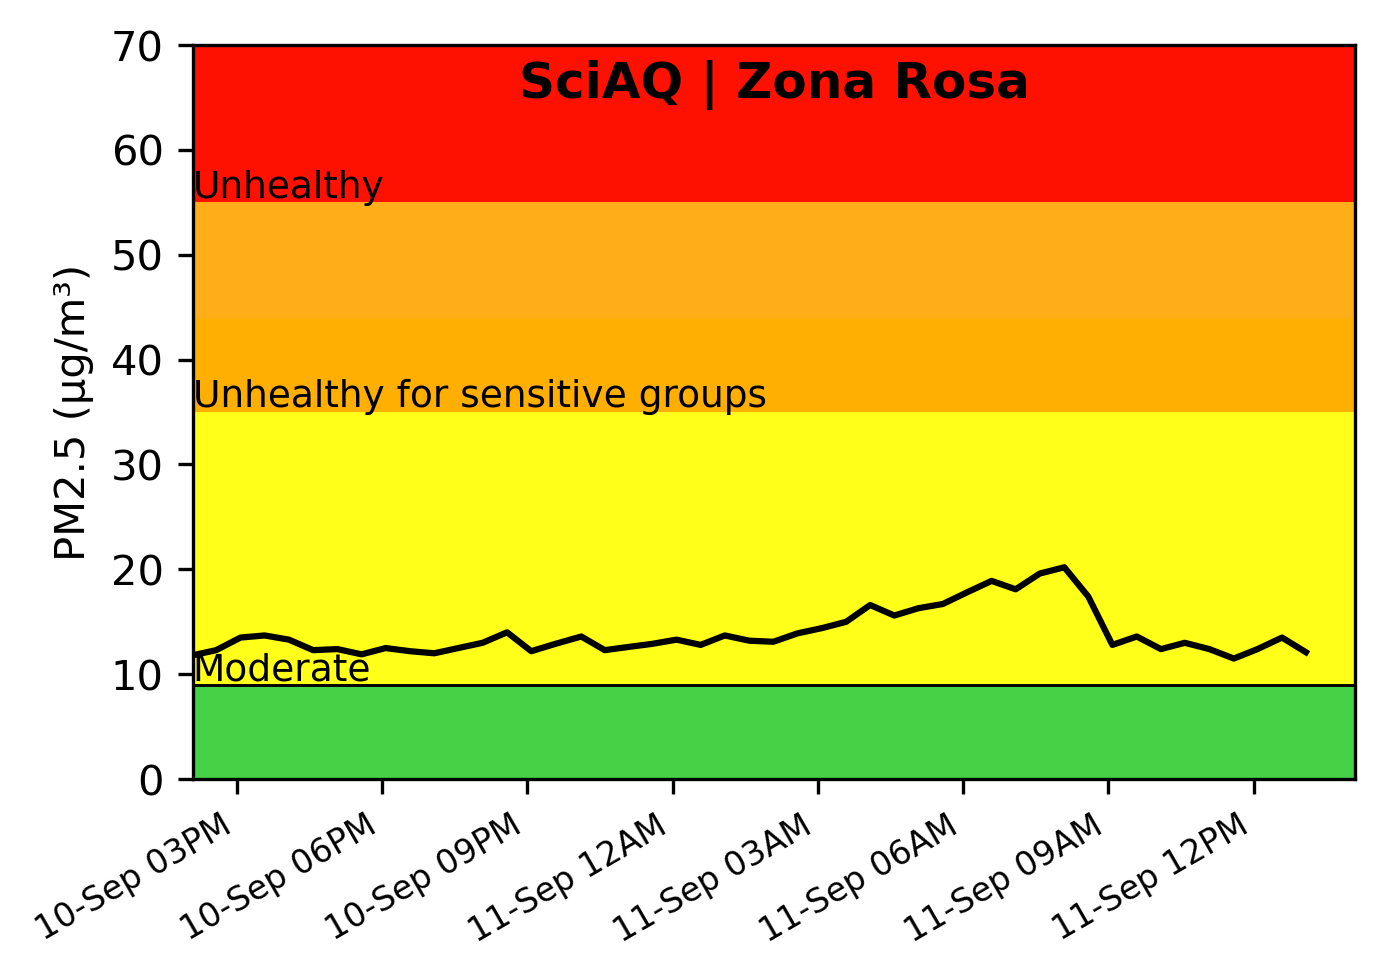 SciAQ | Zona Rosa
PM2.5 (µg/m³)
70
60
50
40
30
20
10
0
Unhealthy
Unhealthy for sensitive groups
Moderate
10-Sep 03PM
10-Sep 06PM
10-Sep 09PM
11-Sep 12AM
11-Sep 03AM
11-Sep 06AM
11-Sep 09AM
11-Sep 12PM